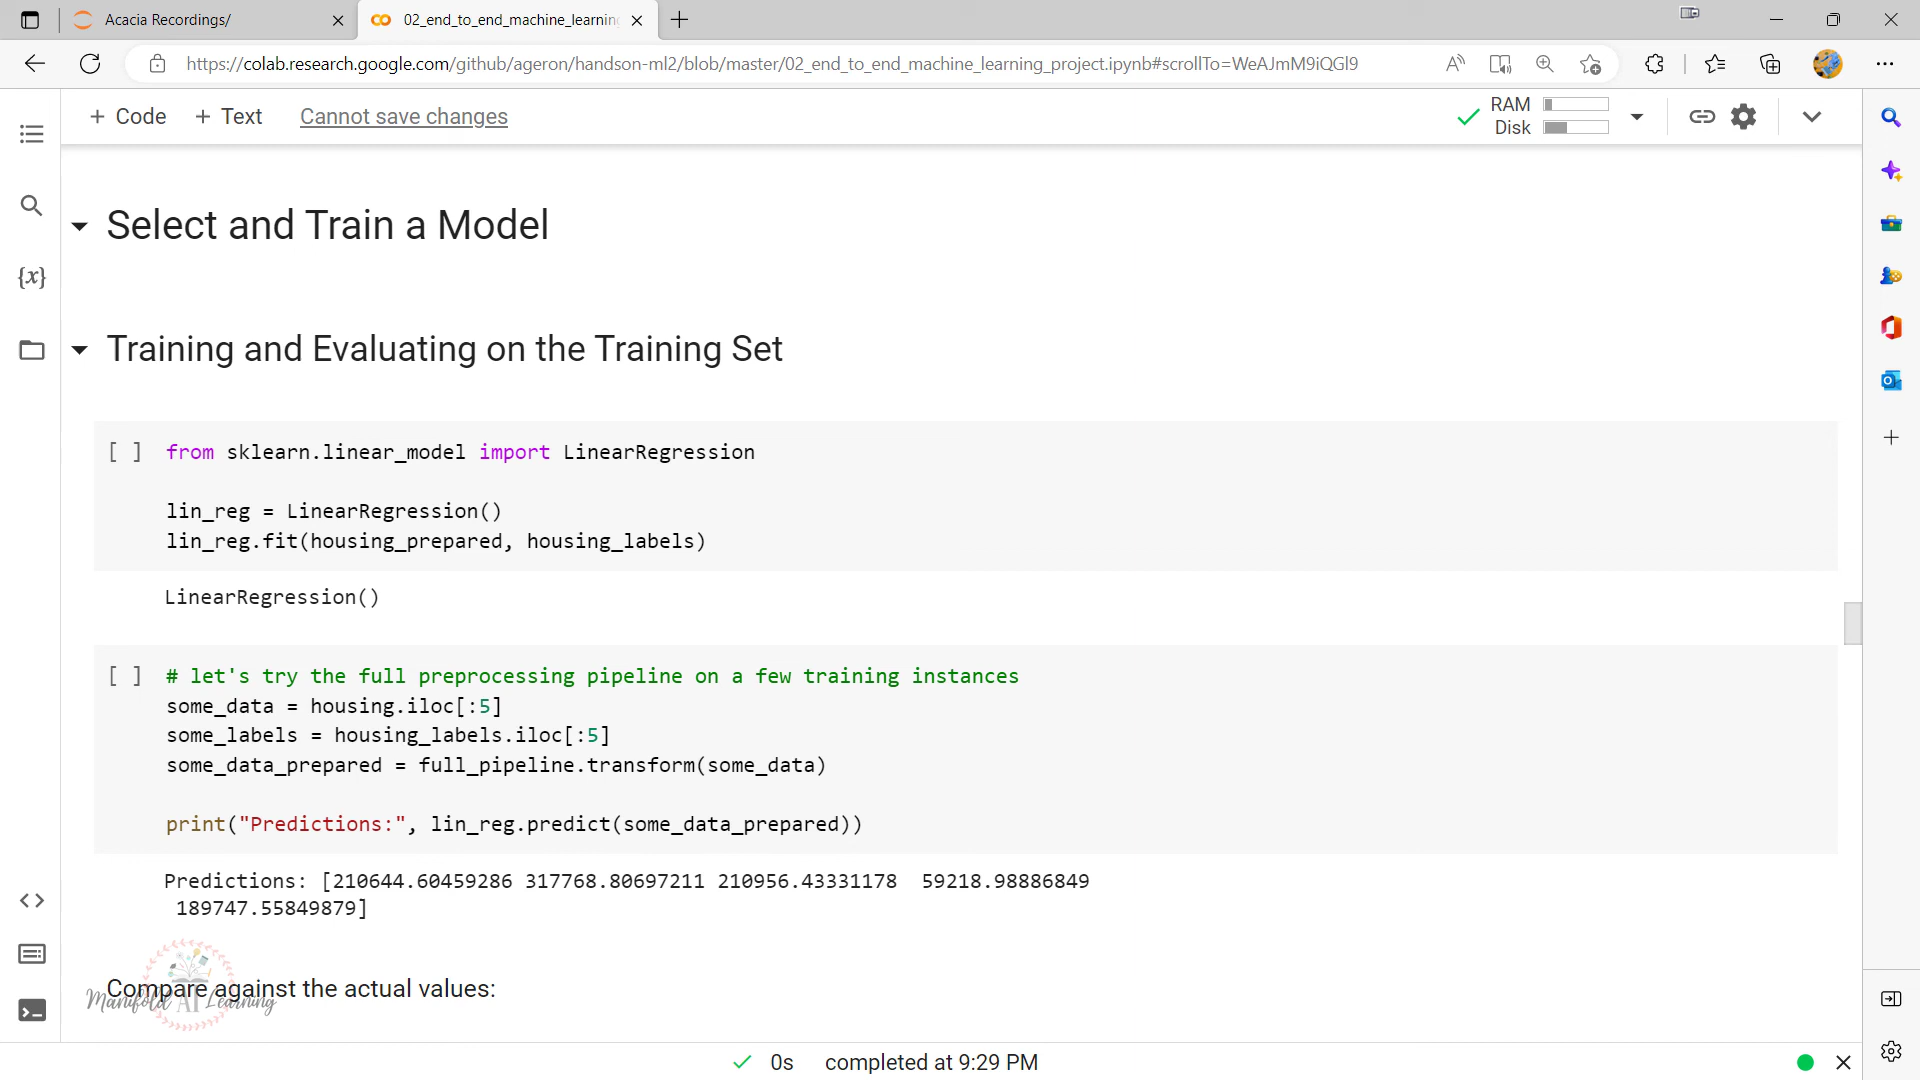 Acacia Recordings/
02_end_to_end_machine_learning
https://colab.research.google.com/github/ageron/handson-ml2/blob/master/02_end_to_end_machine_learning_project.ipynb#scrollTo=WeAJmM9iQGl9
+ Code + Text Cannot save changes
RAM
Disk
Select and Train a Model
{x}
Training and Evaluating on the Training Set
[ ] from sklearn.linear_model import LinearRegression
lin_reg = LinearRegression()
lin_reg.fit(housing_prepared, housing_labels)
LinearRegression()
[ ] # let's try the full preprocessing pipeline on a few training instances
some_data = housing.iloc[:5]
some_labels = housing_labels.iloc[:5]
some_data_prepared = full_pipeline.transform(some_data)
print("Predictions:", lin_reg.predict(some_data_prepared))
Predictions: [210644.60459286 317768.80697211 210956.43331178  59218.98886849
189747.55849879]
Compare against the actual values:
Manifold AI Learning
0s completed at 9:29 PM